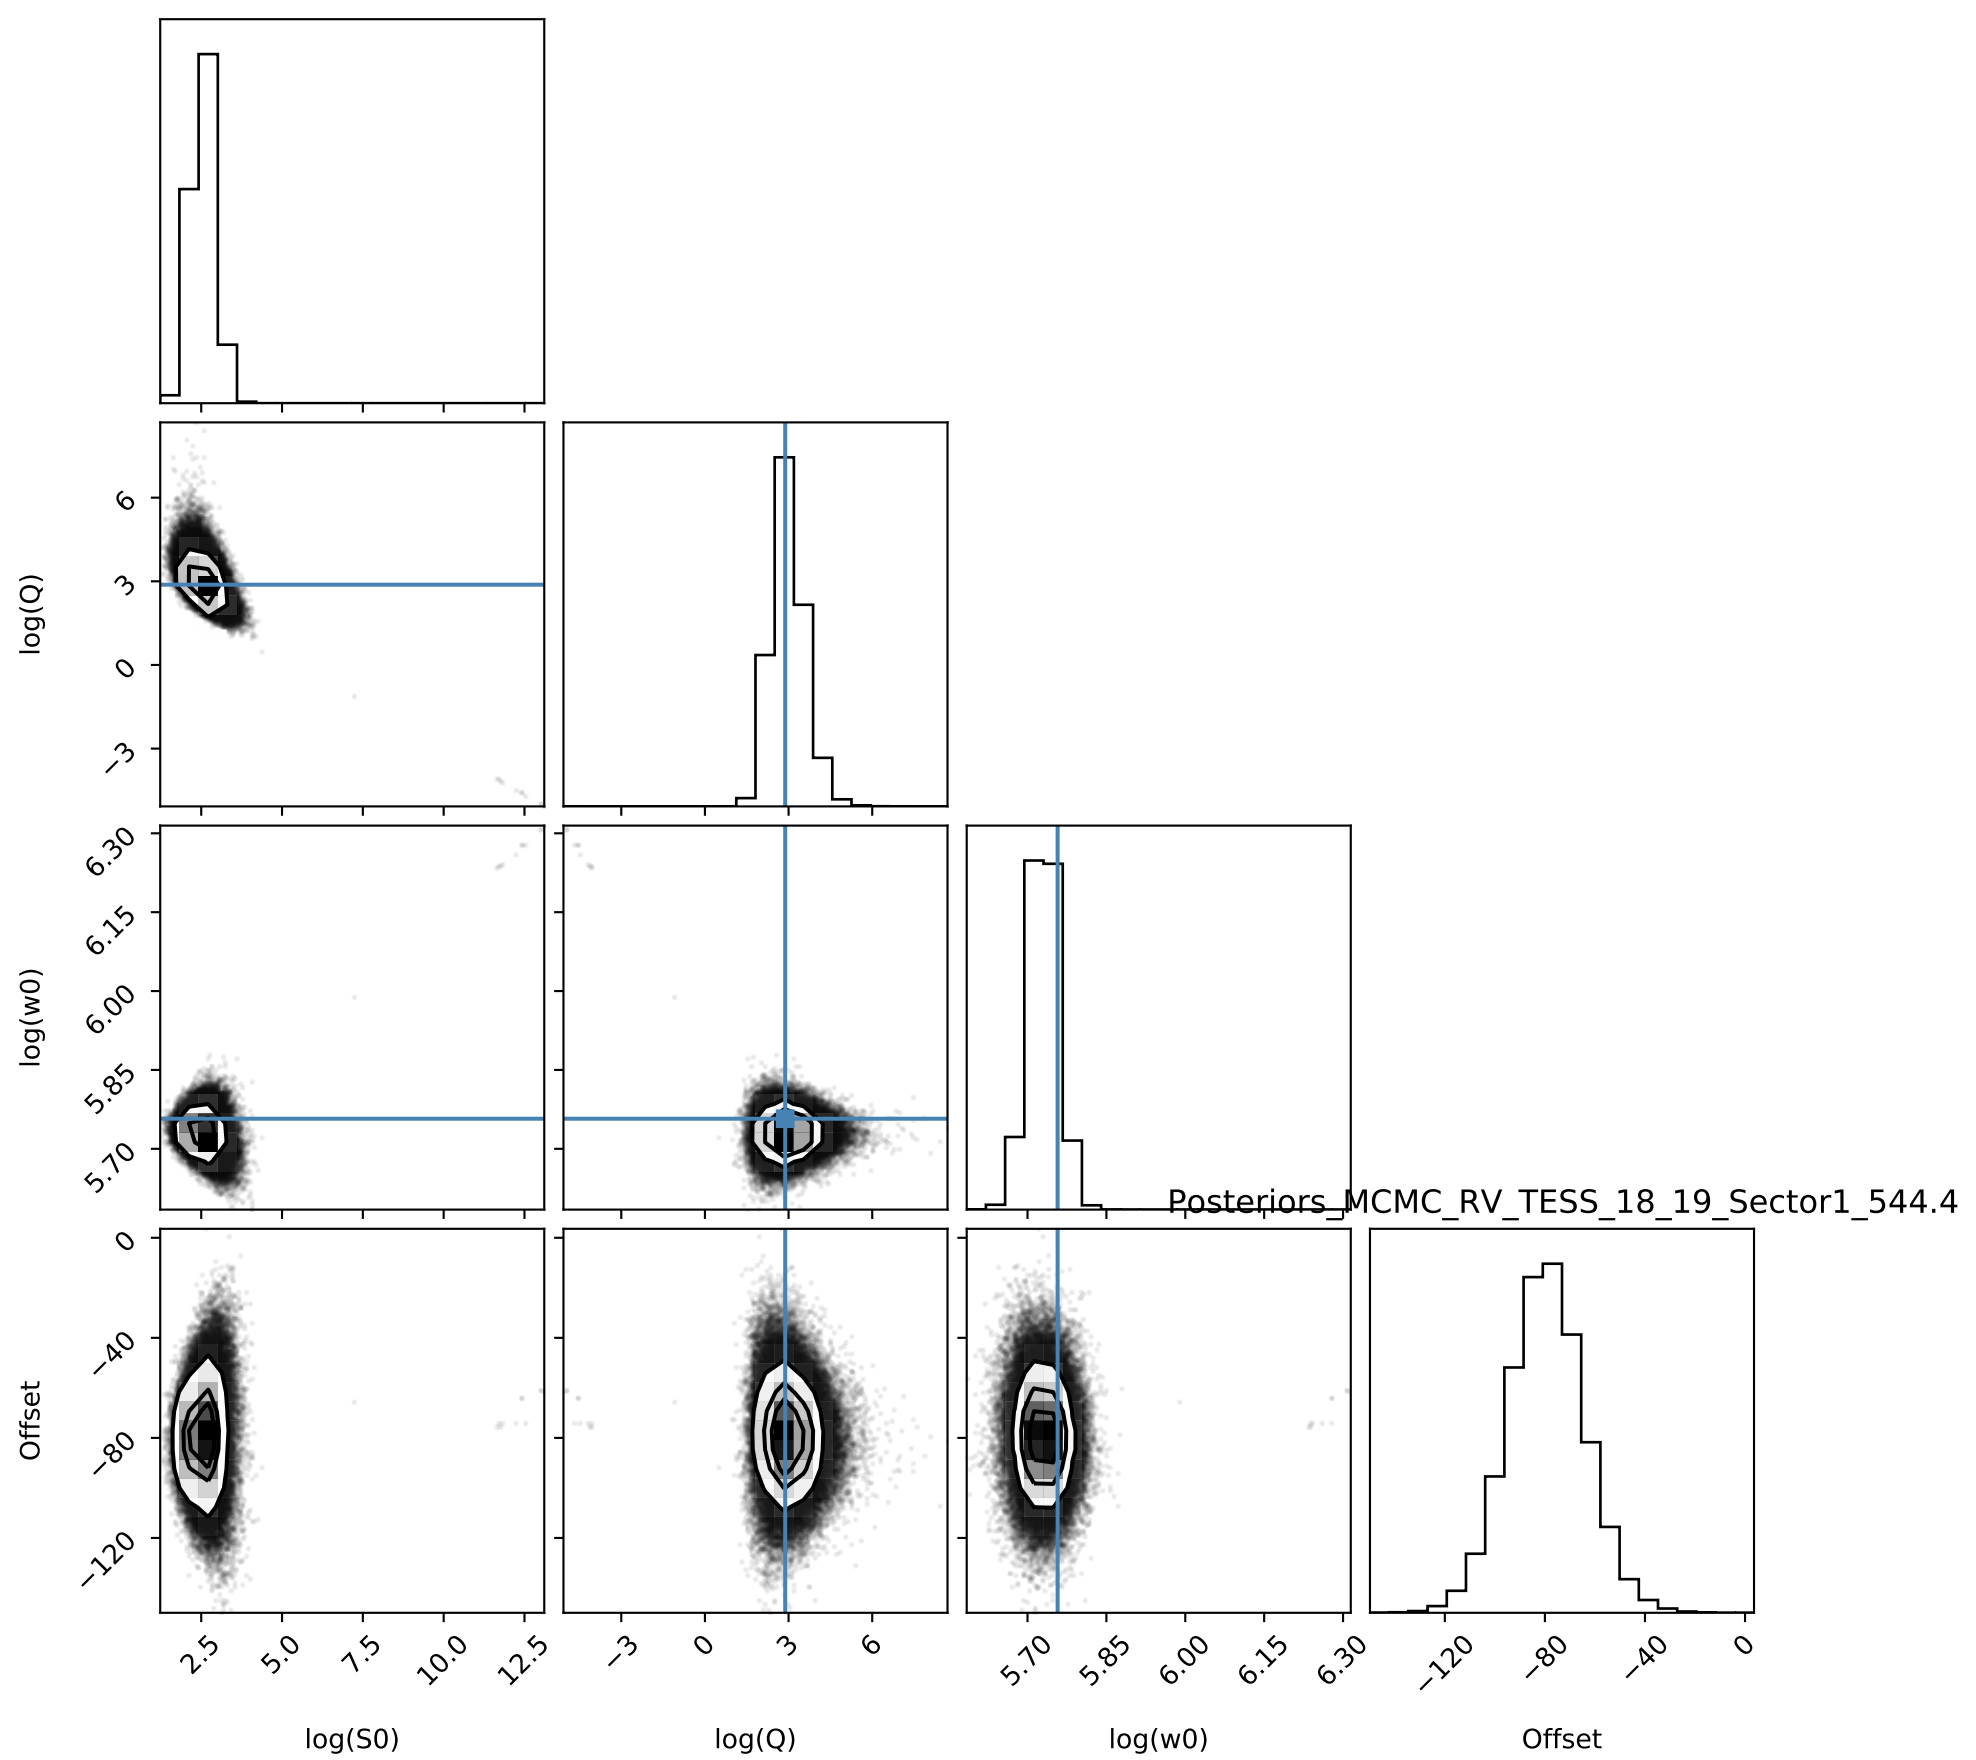 6
3
0
−3
log(Q)
6.30
6.15
6.00
5.85
5.70
log(w0)
Posteriors_MCMC_RV_TESS_18_19_Sector1_544.4
0
−40
−80
−120
Offset
2.5 5.0 7.5 10.0 12.5
−3 0 3 6
5.70 5.85 6.00 6.15 6.30
−120 −80 −40 0
log(S0) log(Q) log(w0) Offset